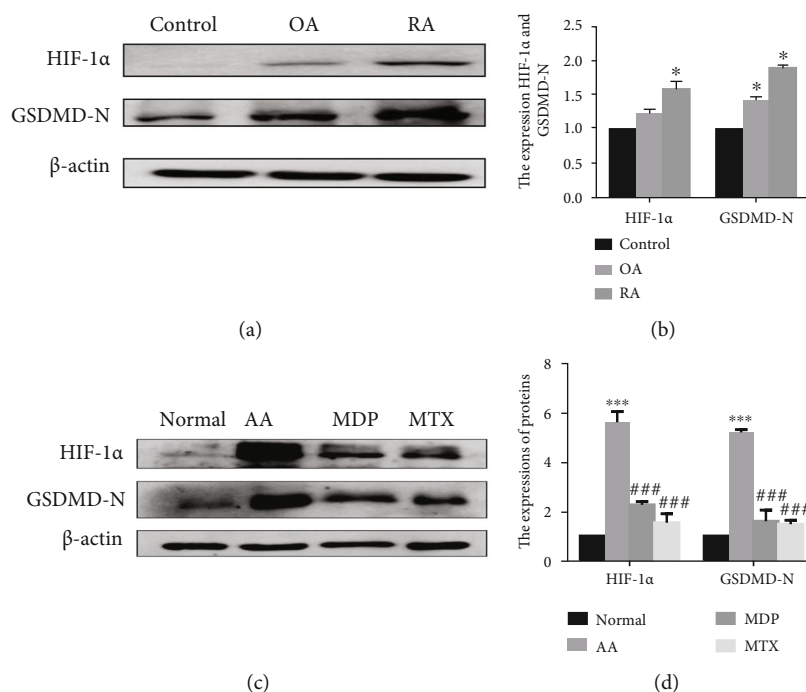 Control OA RA
HIF-1α
GSDMD-N
β-actin
(a)
The expression HIF-1α and
GSDMD-N
2.5
2.0
1.5
1.0
0.5
0.0
*
* *
HIF-1α GSDMD-N
Control
OA
RA
(b)
Normal AA MDP MTX
HIF-1α
GSDMD-N
β-actin
(c)
The expressions of proteins
8
6
4
2
0
*** ***
### ### ### ###
HIF-1α GSDMD-N
Normal MDP
AA MTX
(d)